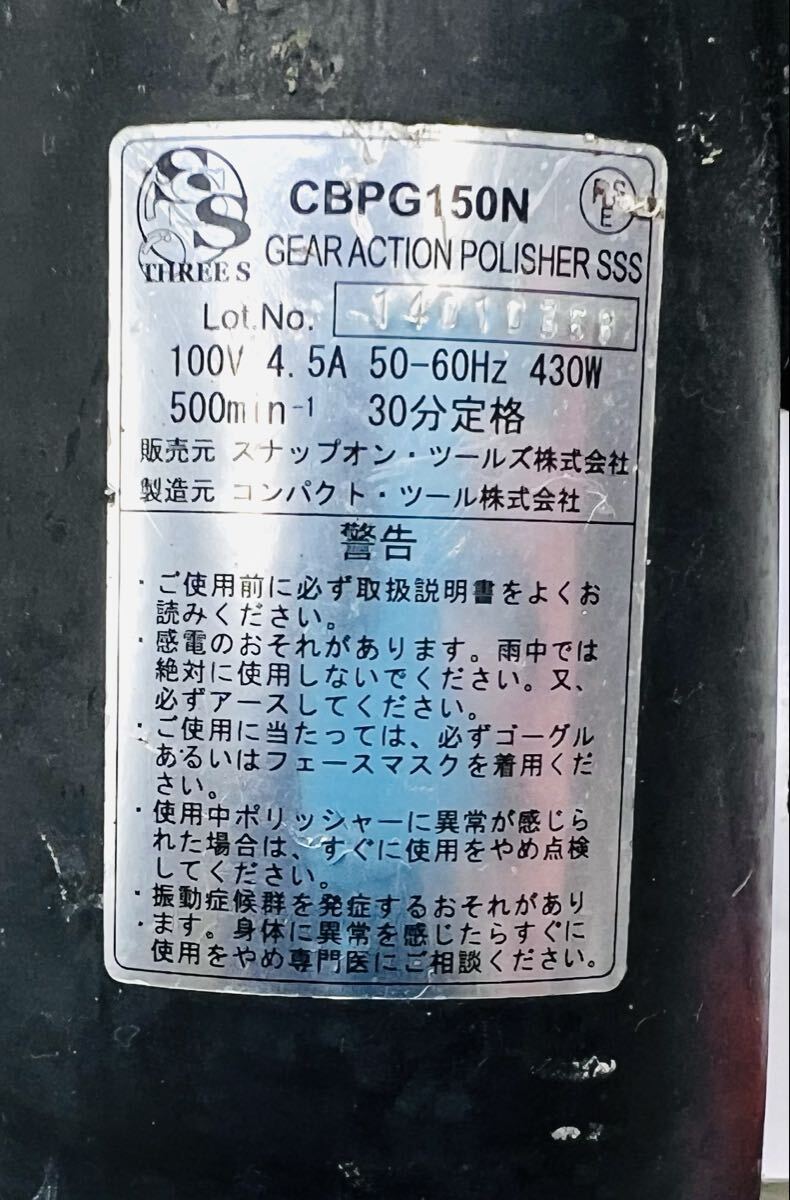 SSS
THREE S
CBPG150N
PSE
GEAR ACTION POLISHER SSS
Lot.No.
100V 4.5A 50-60Hz 430W
500min-1 30分定格
販売元 スナップオン・ツールズ株式会社
製造元 コンパクト・ツール株式会社
警告
・ご使用前に必ず取扱説明書をよくお
読みください。
・感電のおそれがあります。雨中では
絶対に使用しないでください。又、
必ずアースしてください。
・ご使用に当たっては、必ずゴーグル
あるいはフェースマスクを着用くだ
さい。
・使用中ポリッシャーに異常が感じら
れた場合は、すぐに使用をやめ点検
してください。
・振動症候群を発症するおそれがあり
・ます。身体に異常を感じたらすぐに
使用をやめ専門医にご相談ください。